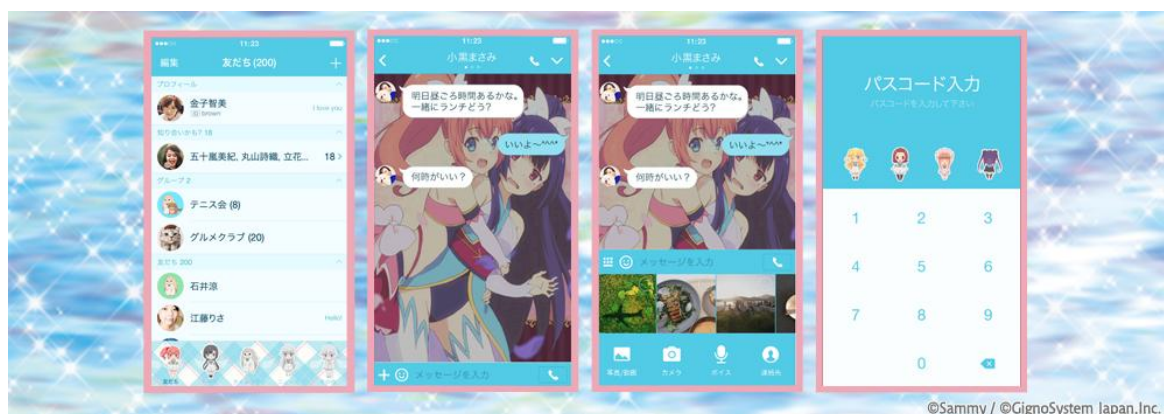 11:23
編集 友だち (200) +
プロフィール
金子智美
brown
I love you
知り合いかも? 18
五十嵐美紀, 丸山詩織, 立花...
18 >
グループ 2
テニス会 (8)
グルメクラブ (20)
友だち 200
石井涼
江藤りさ
Hello!
友だち
11:23
小黒まさみ
明日昼ごろ時間あるかな。
一緒にランチどう?
いいよ〜^^^*
何時がいい?
メッセージを入力
11:23
小黒まさみ
明日昼ごろ時間あるかな。
一緒にランチどう?
いいよ〜^^^*
何時がいい?
メッセージを入力
写真/動画 カメラ ボイス 連絡先
パスコード入力
パスコードを入力して下さい
1 2 3
4 5 6
7 8 9
0
©Sammy / ©GignoSystem Japan,Inc.